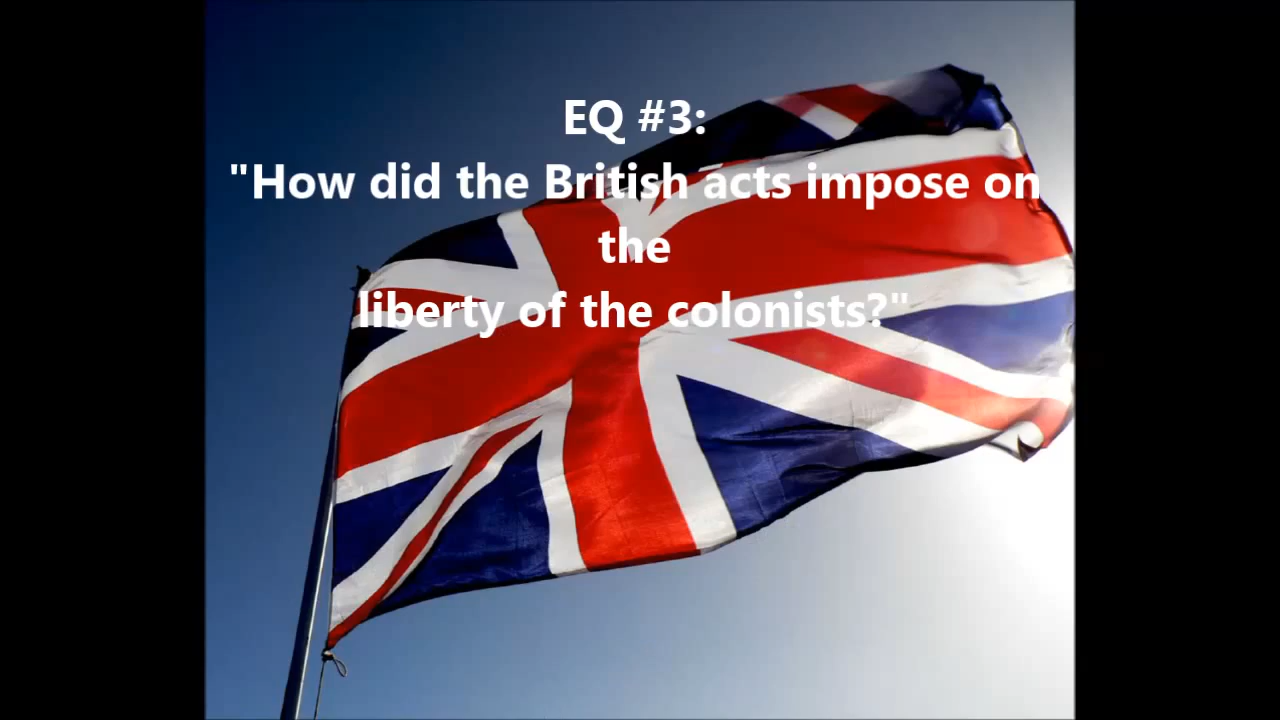 EQ #3:
"How did the British acts impose on
the
liberty of the colonists?"